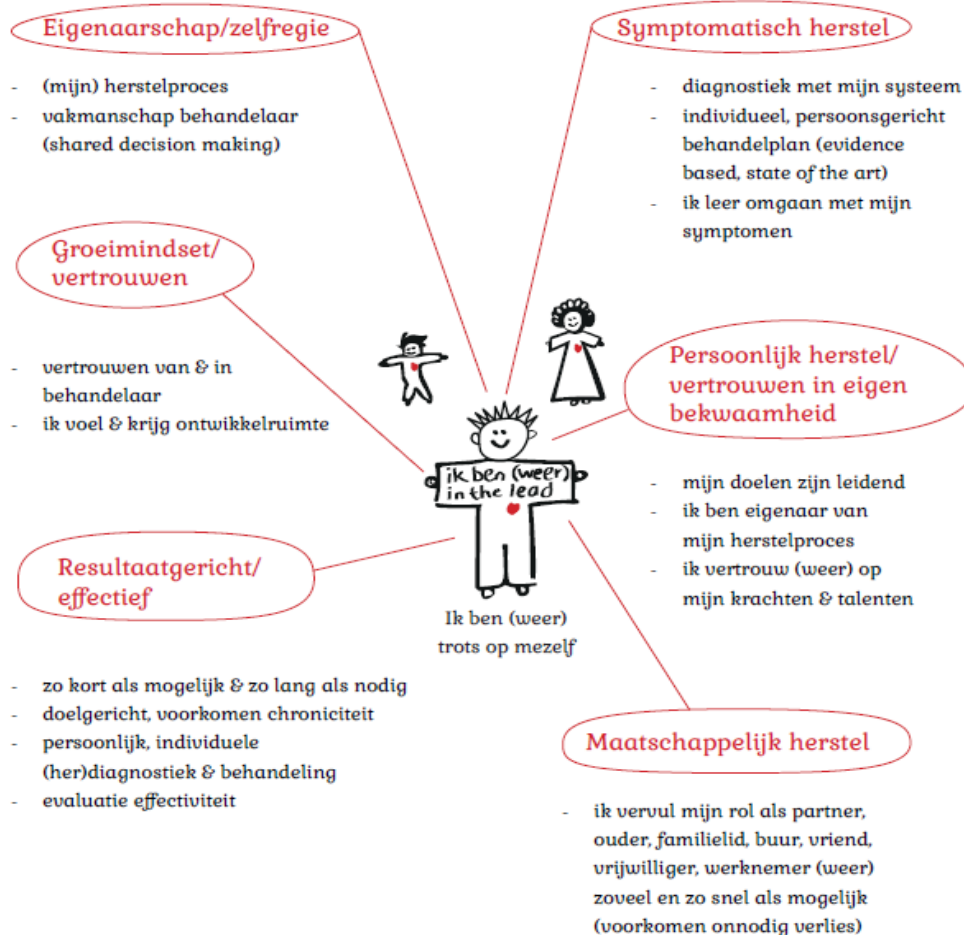 Eigenaarschap/zelfregie
- (mijn) herstelproces
- vakmanschap behandelaar
(shared decision making)
Symptomatisch herstel
- diagnostiek met mijn systeem
- individueel, persoonsgericht
behandelplan (evidence
based, state of the art)
- ik leer omgaan met mijn
symptomen
Groeimindset/
vertrouwen
- vertrouwen van & in
behandelaar
- ik voel & krijg ontwikkelruimte
Persoonlijk herstel/
vertrouwen in eigen
bekwaamheid
- mijn doelen zijn leidend
- ik ben eigenaar van
mijn herstelproces
- ik vertrouw (weer) op
mijn krachten & talenten
ik ben (weer)
in the lead
Ik ben (weer)
trots op mezelf
Resultaatgericht/
effectief
- zo kort als mogelijk & zo lang als nodig
- doelgericht, voorkomen chroniciteit
- persoonlijk, individuele
(her)diagnostiek & behandeling
- evaluatie effectiviteit
Maatschappelijk herstel
- ik vervul mijn rol als partner,
ouder, familielid, buur, vriend,
vrijwilliger, werknemer (weer)
zoveel en zo snel als mogelijk
(voorkomen onnodig verlies)